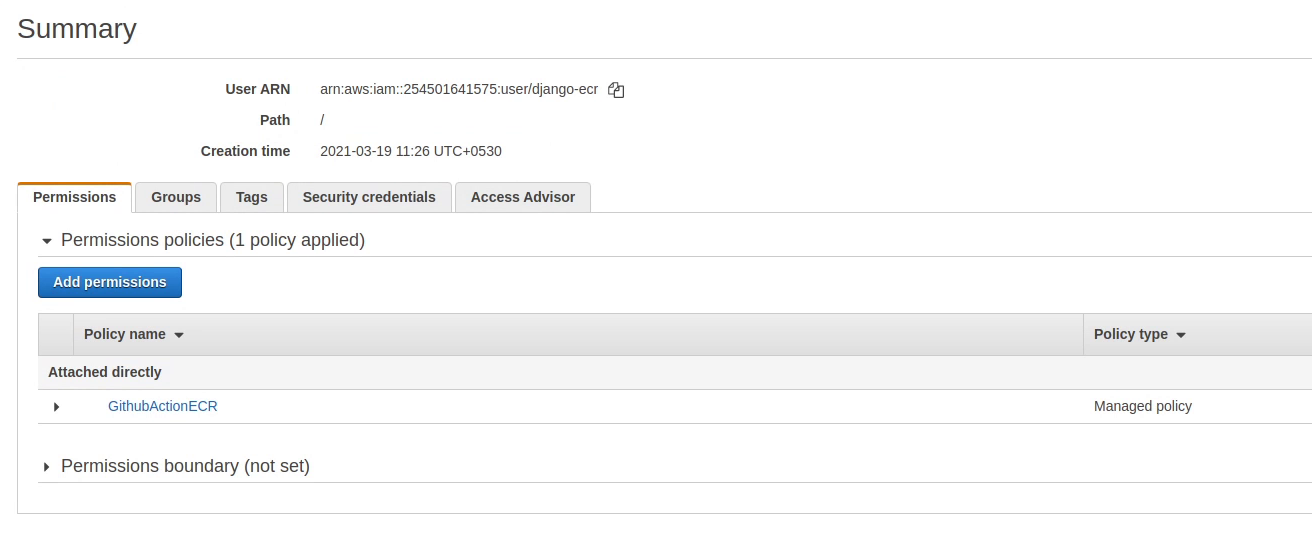 Summary
User ARN arn:aws:iam::254501641575:user/django-ecr
Path /
Creation time 2021-03-19 11:26 UTC+0530
Permissions Groups Tags Security credentials Access Advisor
Permissions policies (1 policy applied)
Add permissions
Policy name Policy type
Attached directly
GithubActionECR Managed policy
Permissions boundary (not set)